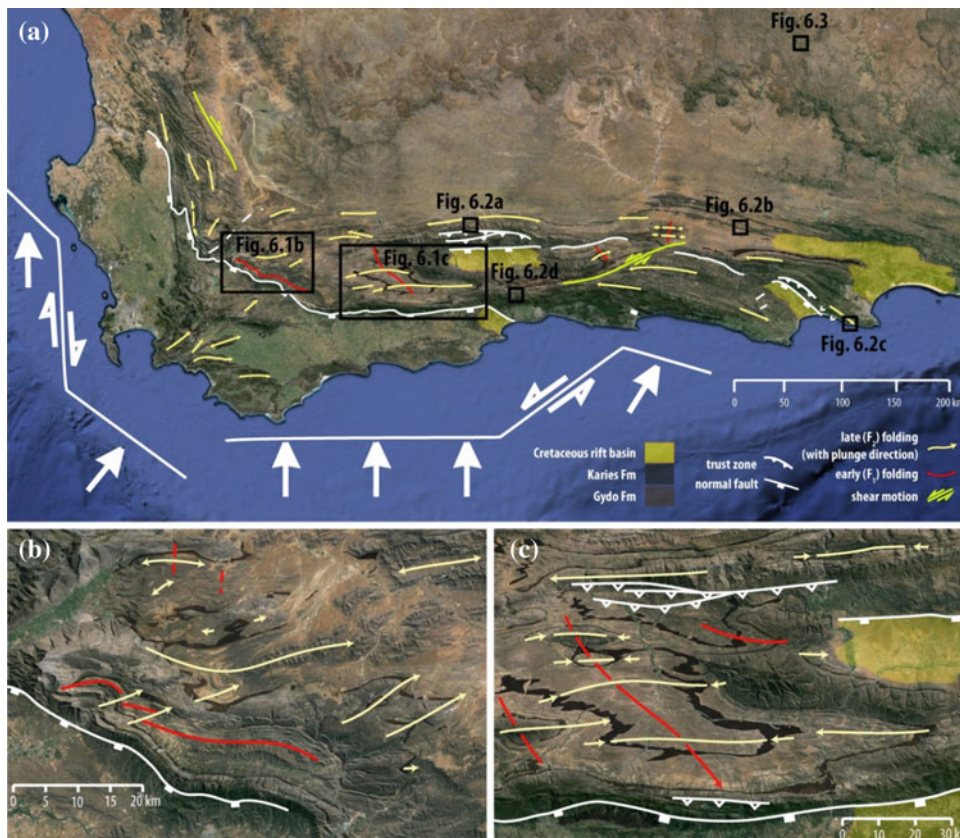 (a)
Fig. 6.3
Fig. 6.2a
Fig. 6.2b
Fig. 6.1b
Fig. 6.1c
Fig. 6.2d
Fig. 6.2c
0 50 100 150 200 km
Cretaceous rift basin
Karies Fm
Gydo Fm
trust zone
normal fault
late (F2) folding
(with plunge direction)
early (F1) folding
shear motion
(b)
0 5 10 15 20 km
(c)
0 10 20 30 km